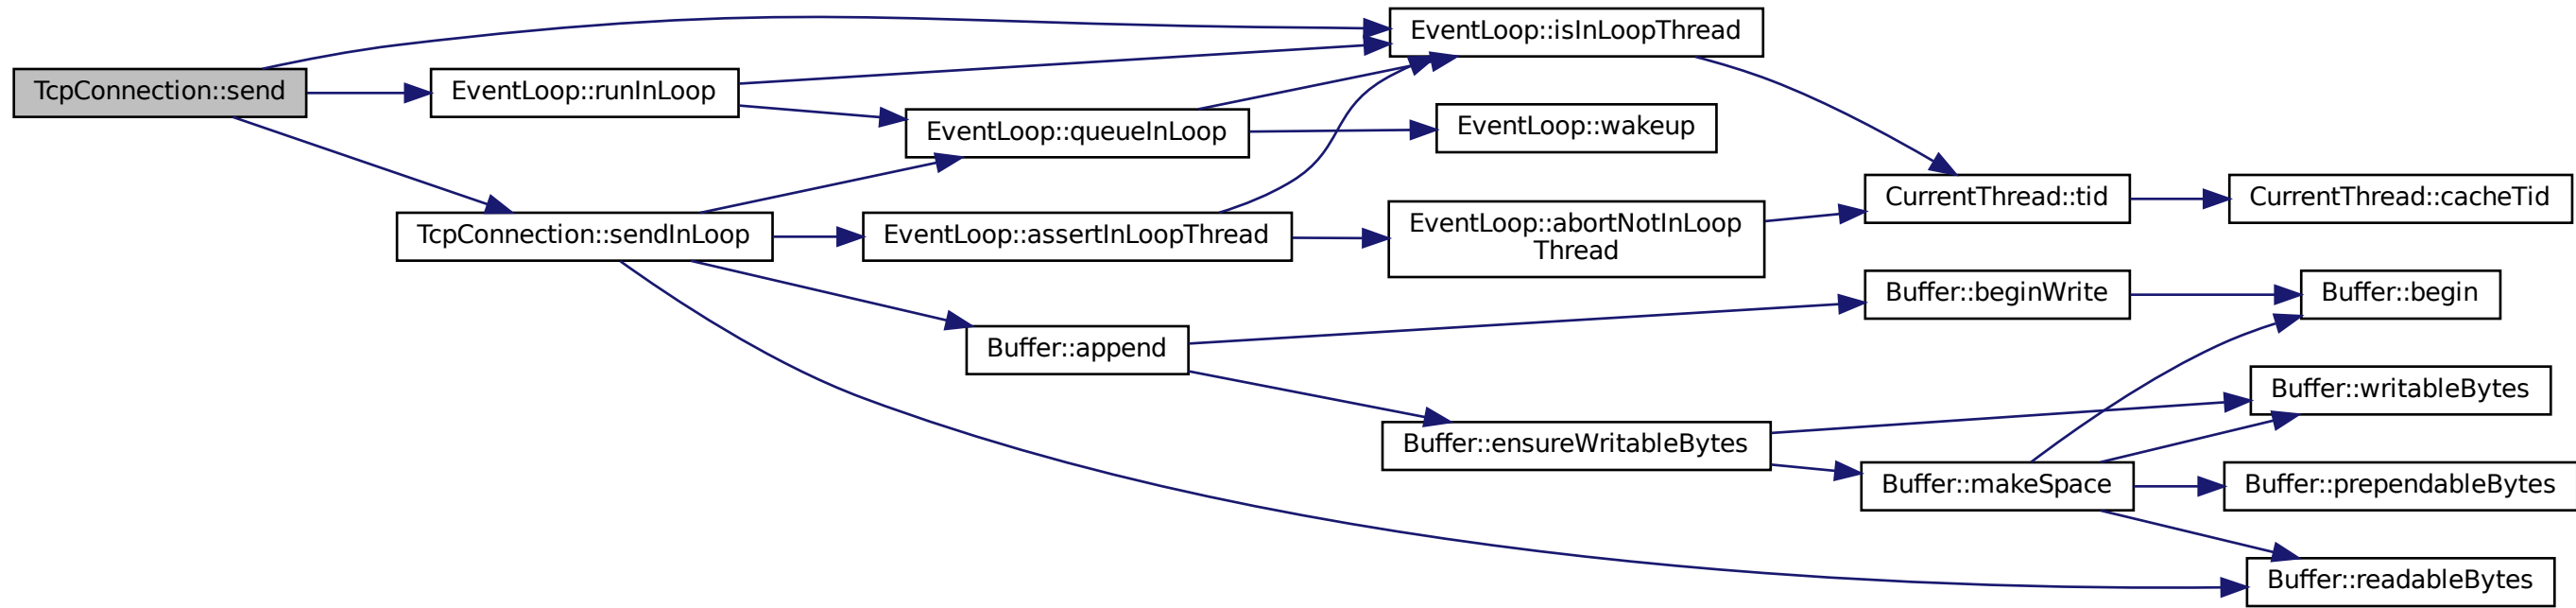 EventLoop::isInLoopThread
TcpConnection::send
EventLoop::runInLoop
EventLoop::queueInLoop
EventLoop::wakeup
CurrentThread::tid
CurrentThread::cacheTid
TcpConnection::sendInLoop
EventLoop::assertInLoopThread
EventLoop::abortNotInLoop
Thread
Buffer::beginWrite
Buffer::begin
Buffer::append
Buffer::writableBytes
Buffer::ensureWritableBytes
Buffer::makeSpace
Buffer::prependableBytes
Buffer::readableBytes